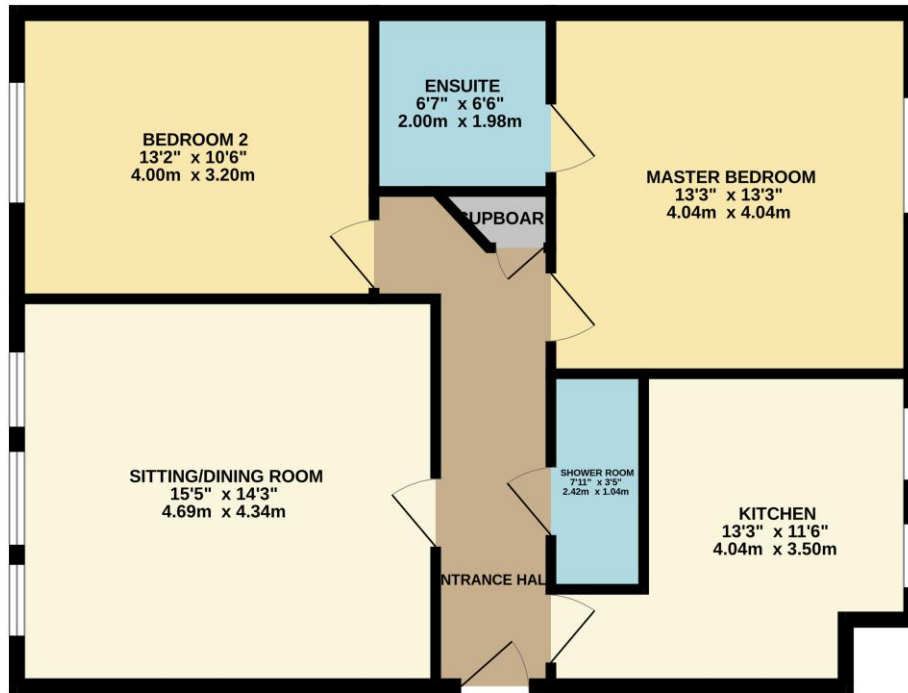 ENSUITE
6'7" x 6'6"
2.00m x 1.98m
BEDROOM 2
13'2" x 10'6"
4.00m x 3.20m
MASTER BEDROOM
13'3" x 13'3"
4.04m x 4.04m
CUPBOAR
SITTING/DINING ROOM
15'5" x 14'3"
4.69m x 4.34m
SHOWER ROOM
7'11" x 3'5"
2.42m x 1.04m
KITCHEN
13'3" x 11'6"
4.04m x 3.50m
NTRANCE HAL